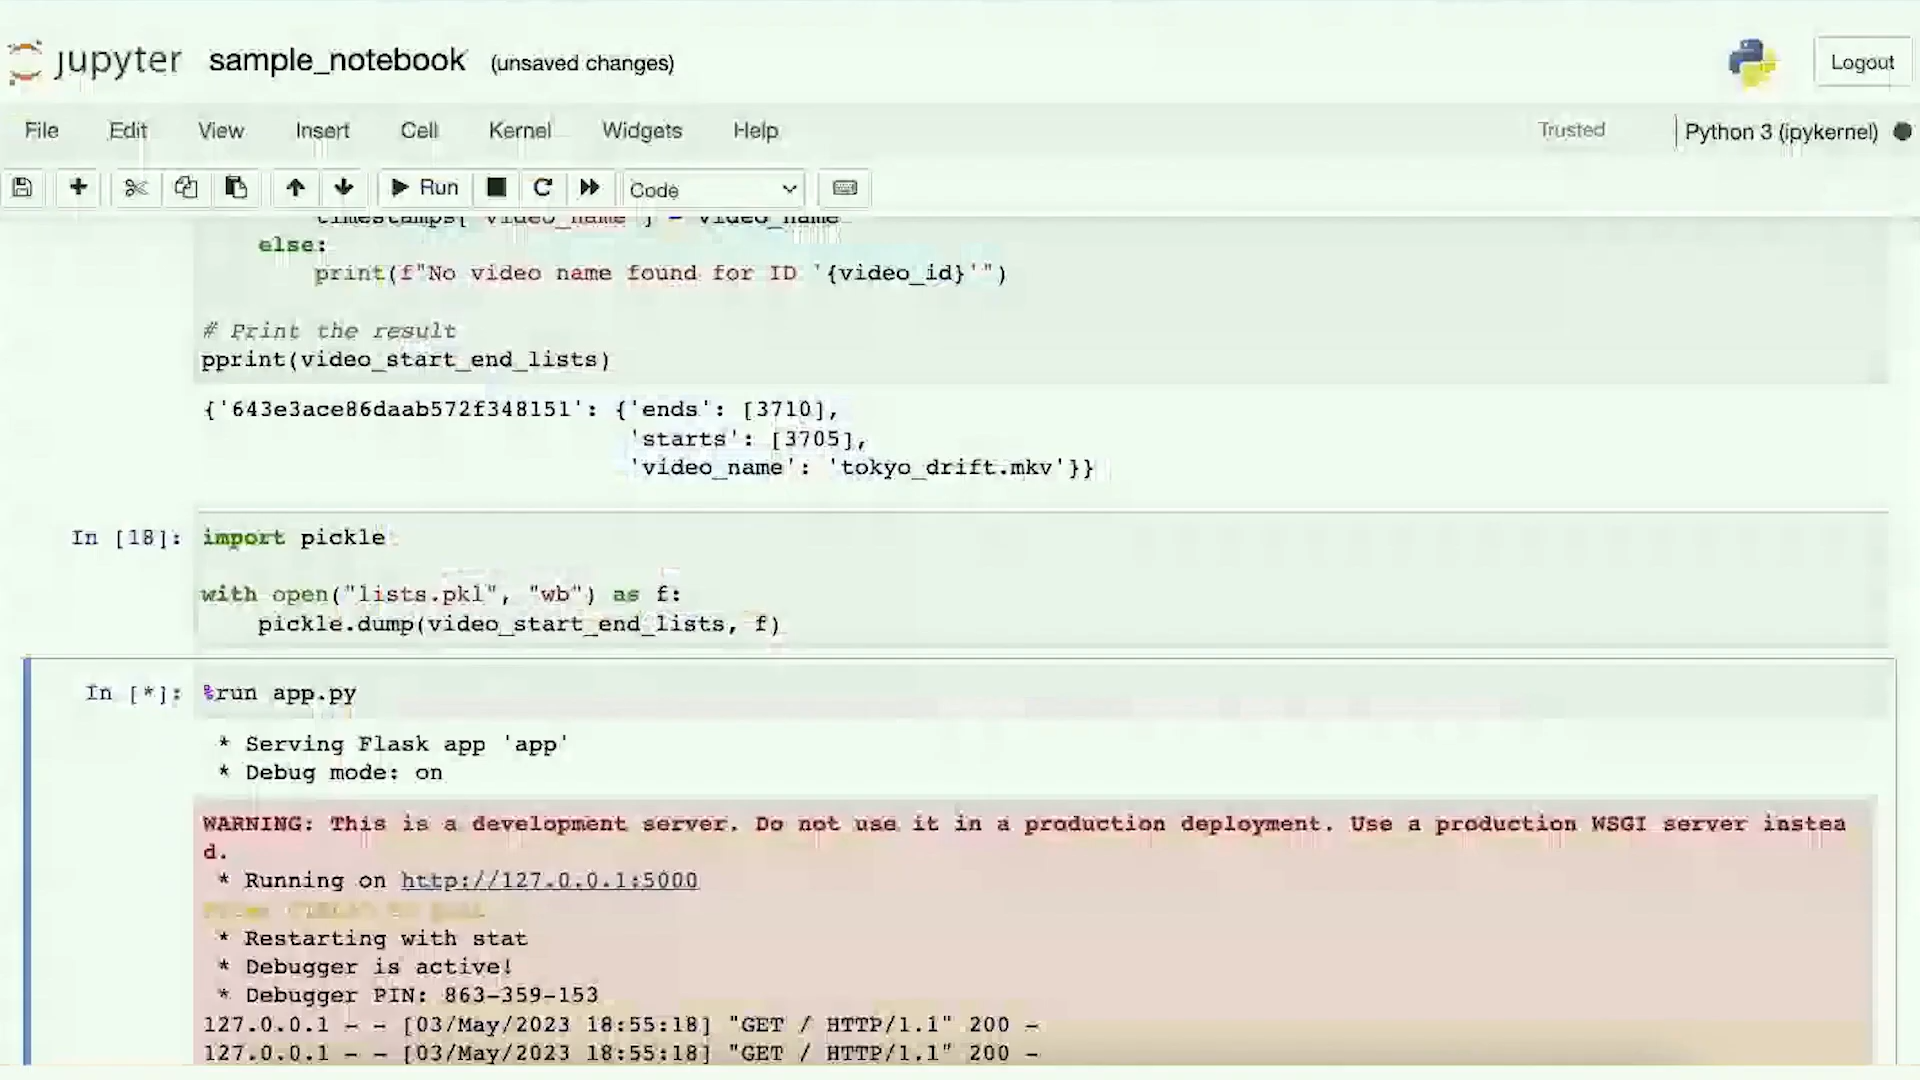 jupyter sample_notebook (unsaved changes) Logout
File Edit View Insert Cell Kernel Widgets Help Trusted Python 3 (ipykernel)
Run Code
timestamps["video_name"] = video_name
else:
print(f"No video name found for ID '{video_id}'")
# Print the result
pprint(video_start_end_lists)
{'643e3ace86daab572f348151': {'ends': [3710],
'starts': [3705],
'video_name': 'tokyo_drift.mkv'}}
In [18]: import pickle
with open("lists.pkl", "wb") as f:
pickle.dump(video_start_end_lists, f)
In [*]: %run app.py
* Serving Flask app 'app'
* Debug mode: on
WARNING: This is a development server. Do not use it in a production deployment. Use a production WSGI server instea
d.
* Running on http://127.0.0.1:5000
* Restarting with stat
* Debugger is active!
* Debugger PIN: 863-359-153
127.0.0.1 - - [03/May/2023 18:55:18] "GET / HTTP/1.1" 200 -
127.0.0.1 - - [03/May/2023 18:55:18] "GET / HTTP/1.1" 200 -